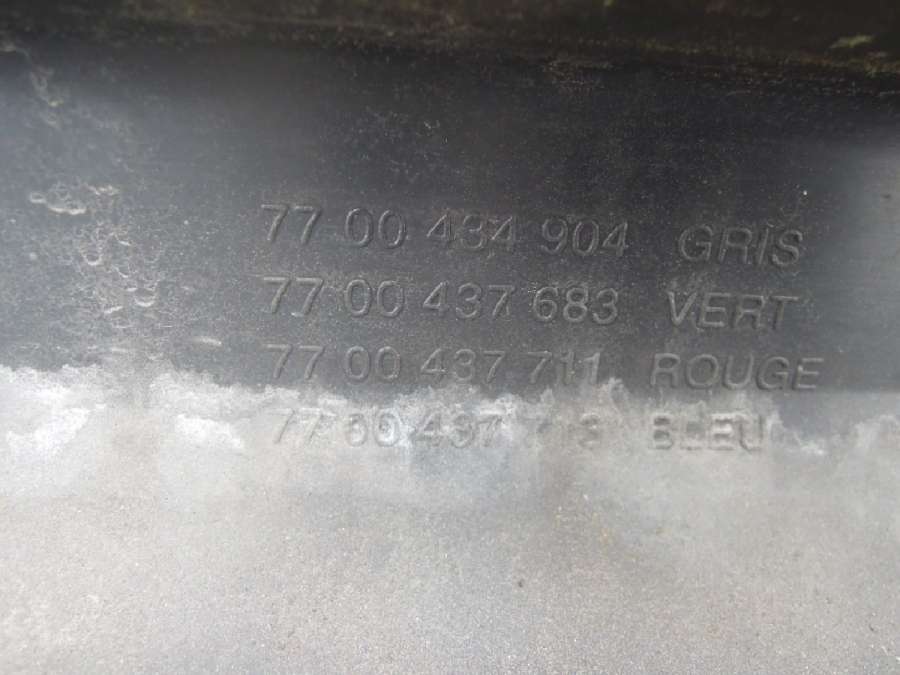 77 00 434 904 GRIS
77 00 437 683 VERT
77 00 437 711 ROUGE
77 00 437 713 BLEU